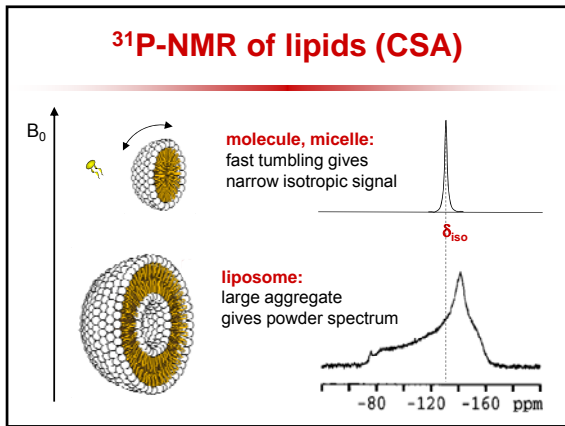 ³¹P-NMR of lipids (CSA)
B₀
molecule, micelle:
fast tumbling gives
narrow isotropic signal
δiso
liposome:
large aggregate
gives powder spectrum
-80 -120 -160 ppm